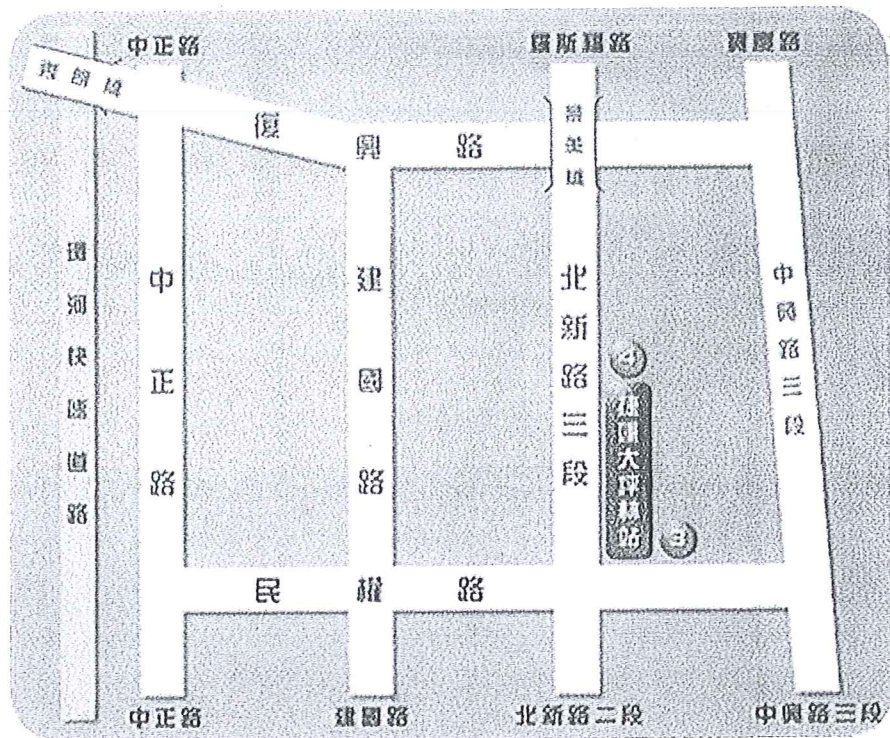 中正路
羅斯福路
景美橋
復興路
環河快速道路
中正路
建國路
北新路三段
中興路三段
4
捷運大坪林站
3
民權路
中正路
建國路
北新路二段
中興路三段